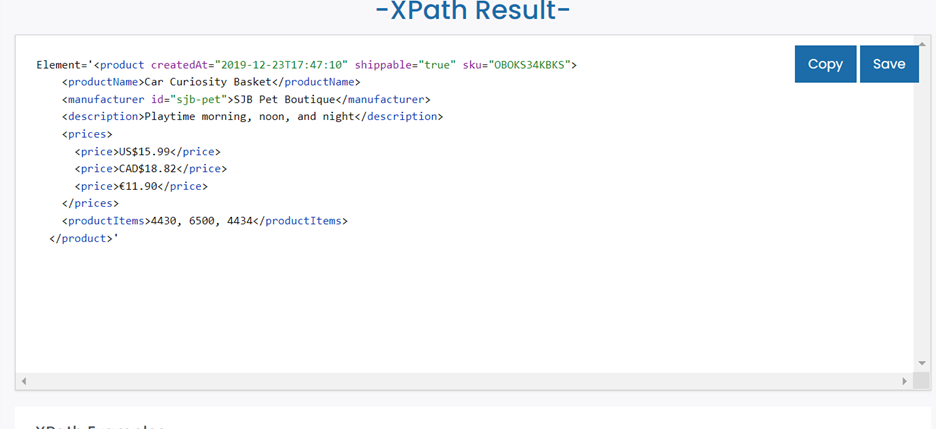 -XPath Result-
Copy
Save
Element='<product createdAt="2019-12-23T17:47:10" shippable="true" sku="OBOKS34KBKS">
<productName>Car Curiosity Basket</productName>
<manufacturer id="sjb-pet">SJB Pet Boutique</manufacturer>
<description>Playtime morning, noon, and night</description>
<prices>
<price>US$15.99</price>
<price>CAD$18.82</price>
<price>€11.90</price>
</prices>
<productItems>4430, 6500, 4434</productItems>
</product>'
XPath Examples